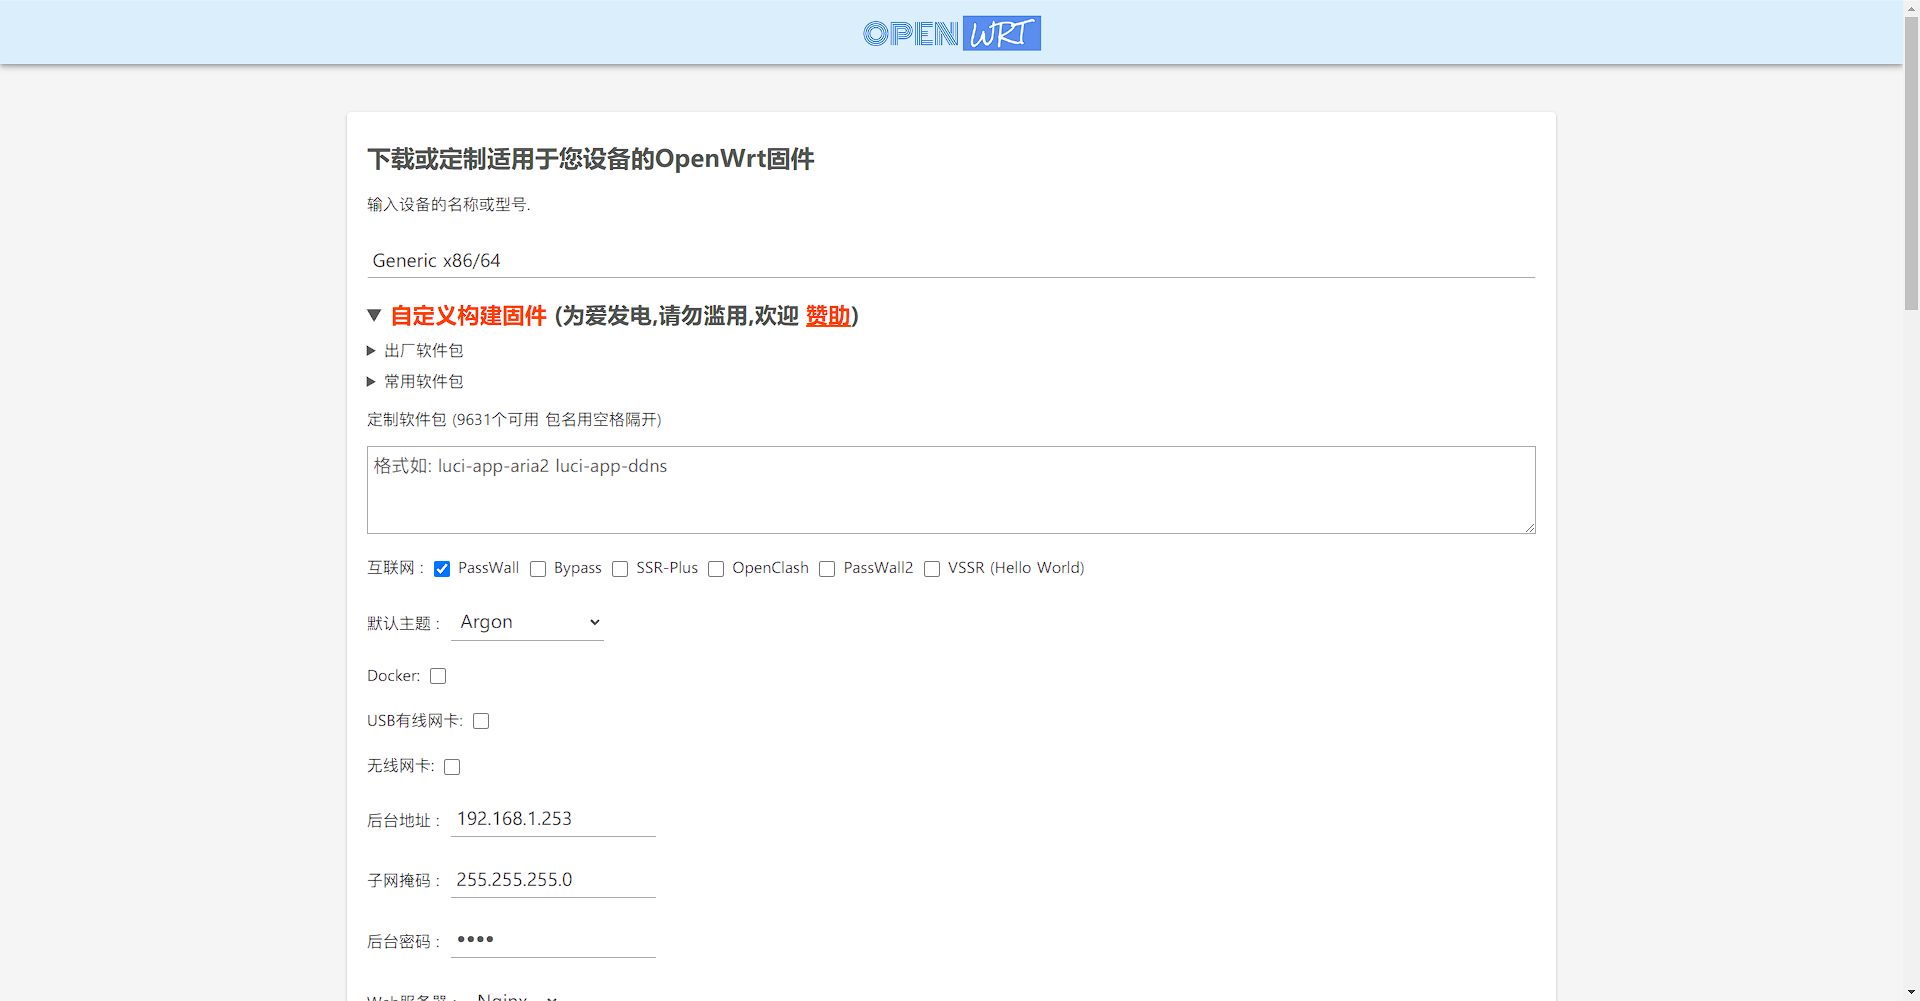 OPEN WRT
下载或定制适用于您设备的OpenWrt固件
输入设备的名称或型号.
Generic x86/64
▼ 自定义构建固件 (为爱发电,请勿滥用,欢迎 赞助)
▶ 出厂软件包
▶ 常用软件包
定制软件包 (9631个可用 包名用空格隔开)
格式如: luci-app-aria2 luci-app-ddns
互联网 : PassWall Bypass SSR-Plus OpenClash PassWall2 VSSR (Hello World)
默认主题 : Argon
Docker:
USB有线网卡:
无线网卡:
后台地址 : 192.168.1.253
子网掩码 : 255.255.255.0
后台密码 : ••••
Web服务器 : Nginx